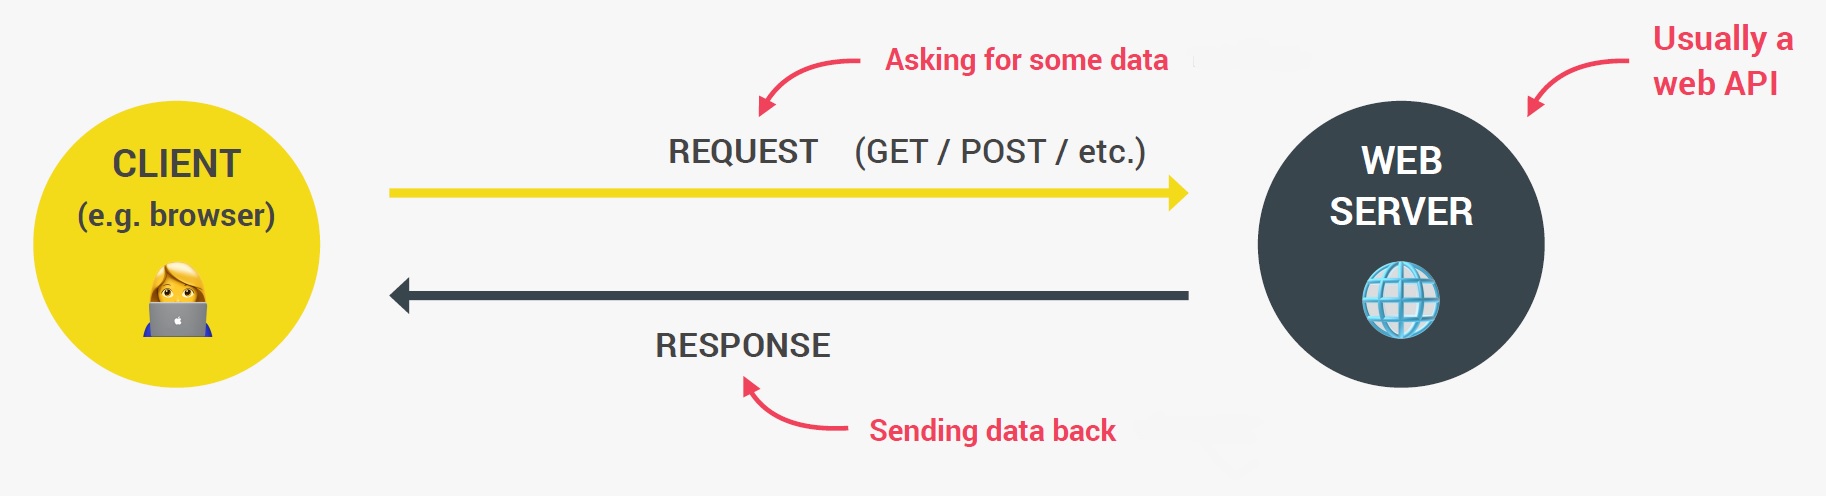 Usually a
web API
Asking for some data
REQUEST (GET / POST / etc.)
CLIENT
(e.g. browser)
WEB
SERVER
RESPONSE
Sending data back